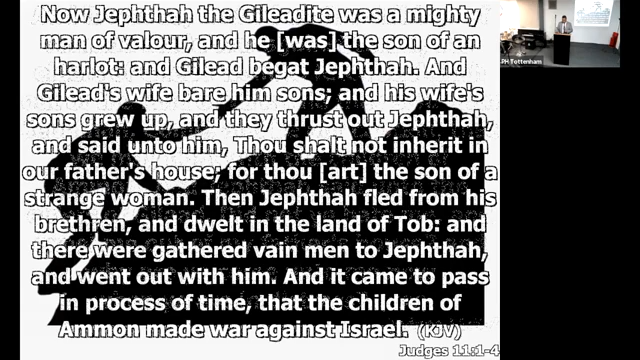 Now Jephthah the Gileadite was a mighty
man of valour, and he [was] the son of an
harlot: and Gilead begat Jephthah. And
Gilead's wife bare him sons; and his wife's
sons grew up, and they thrust out Jephthah,
and said unto him, Thou shalt not inherit in
our father's house; for thou [art] the son of a
strange woman. Then Jephthah fled from his
brethren, and dwelt in the land of Tob: and
there were gathered vain men to Jephthah,
and went out with him. And it came to pass
in process of time, that the children of
Ammon made war against Israel. (KJV)
Judges 11:1-4
PH Tottenham